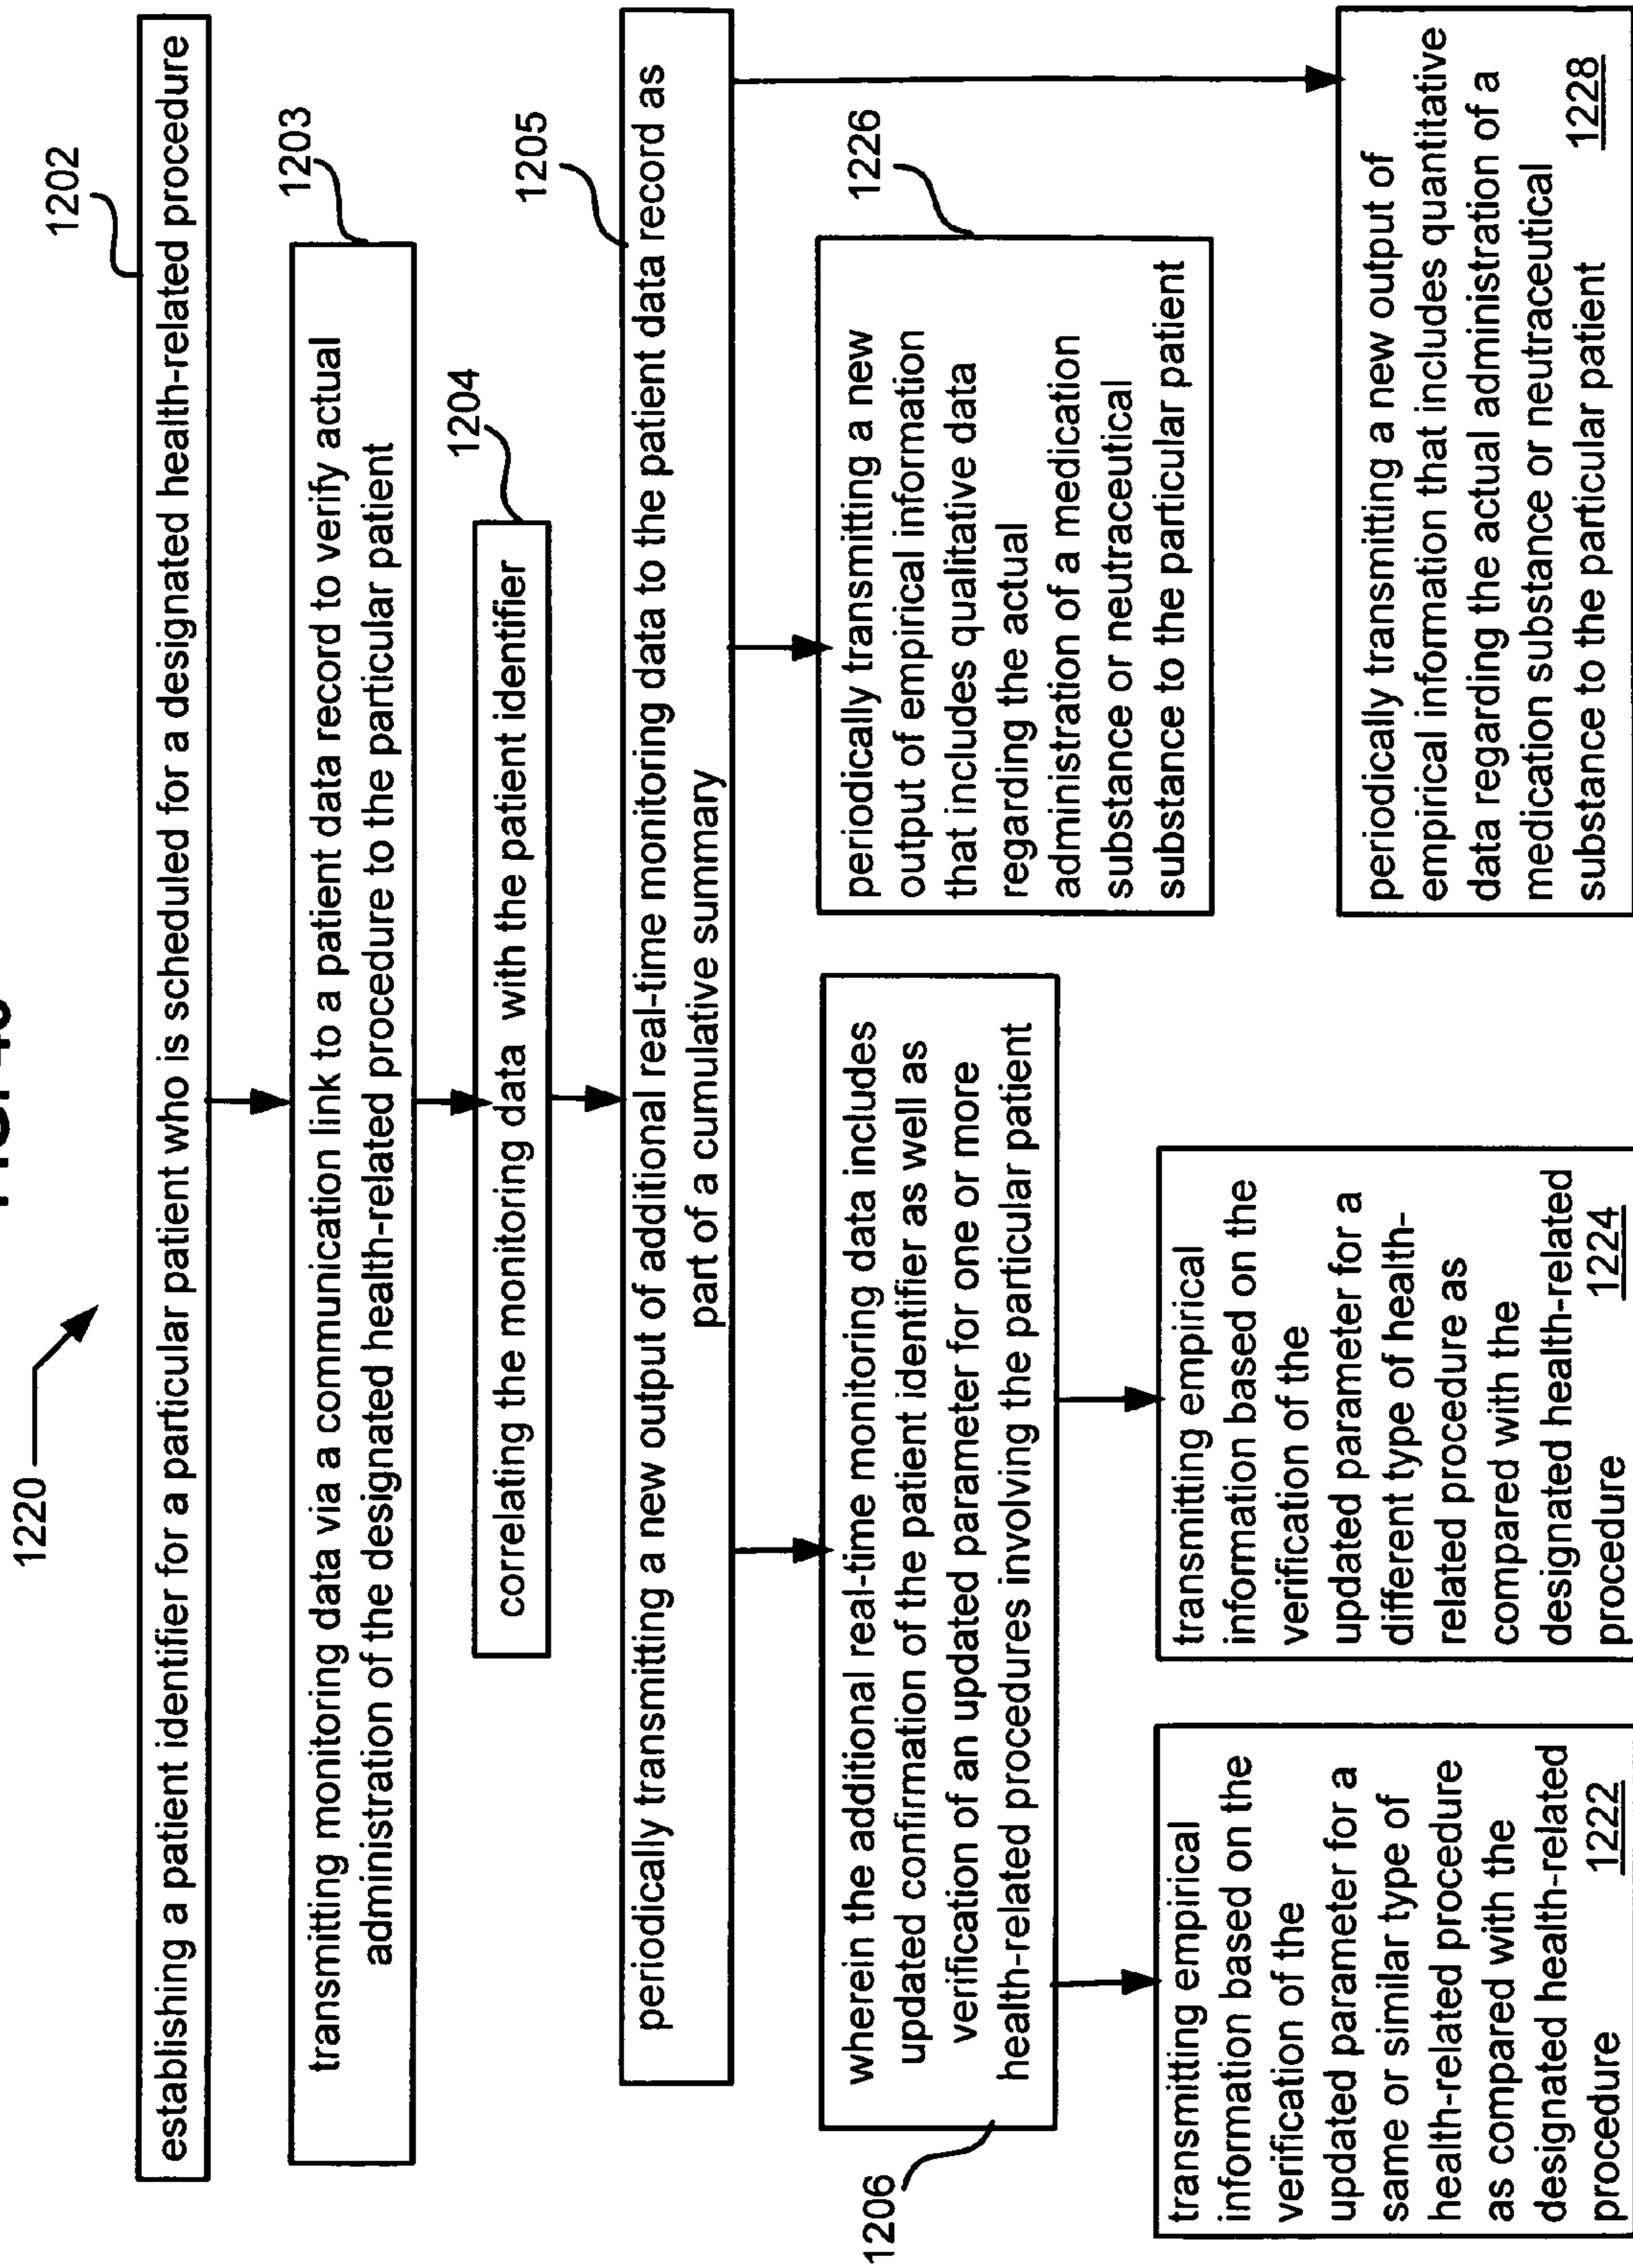 1220
1202
establishing a patient identifier for a particular patient who is scheduled for a designated health-related procedure
1203
transmitting monitoring data via a communication link to a patient data record to verify actual
administration of the designated health-related procedure to the particular patient
1204
correlating the monitoring data with the patient identifier
1205
periodically transmitting a new output of additional real-time monitoring data to the patient data record as
part of a cumulative summary
1206
wherein the additional real-time monitoring data includes
updated confirmation of the patient identifier as well as
verification of an updated parameter for one or more
health-related procedures involving the particular patient
1226
periodically transmitting a new
output of empirical information
that includes qualitative data
regarding the actual
administration of a medication
substance or neutraceutical
substance to the particular patient
transmitting empirical
information based on the
verification of the
updated parameter for a
same or similar type of
health-related procedure
as compared with the
designated health-related
procedure 1222
transmitting empirical
information based on the
verification of the
updated parameter for a
different type of health-
related procedure as
compared with the
designated health-related
procedure 1224
periodically transmitting a new output of
empirical information that includes quantitative
data regarding the actual administration of a
medication substance or neutraceutical
substance to the particular patient 1228